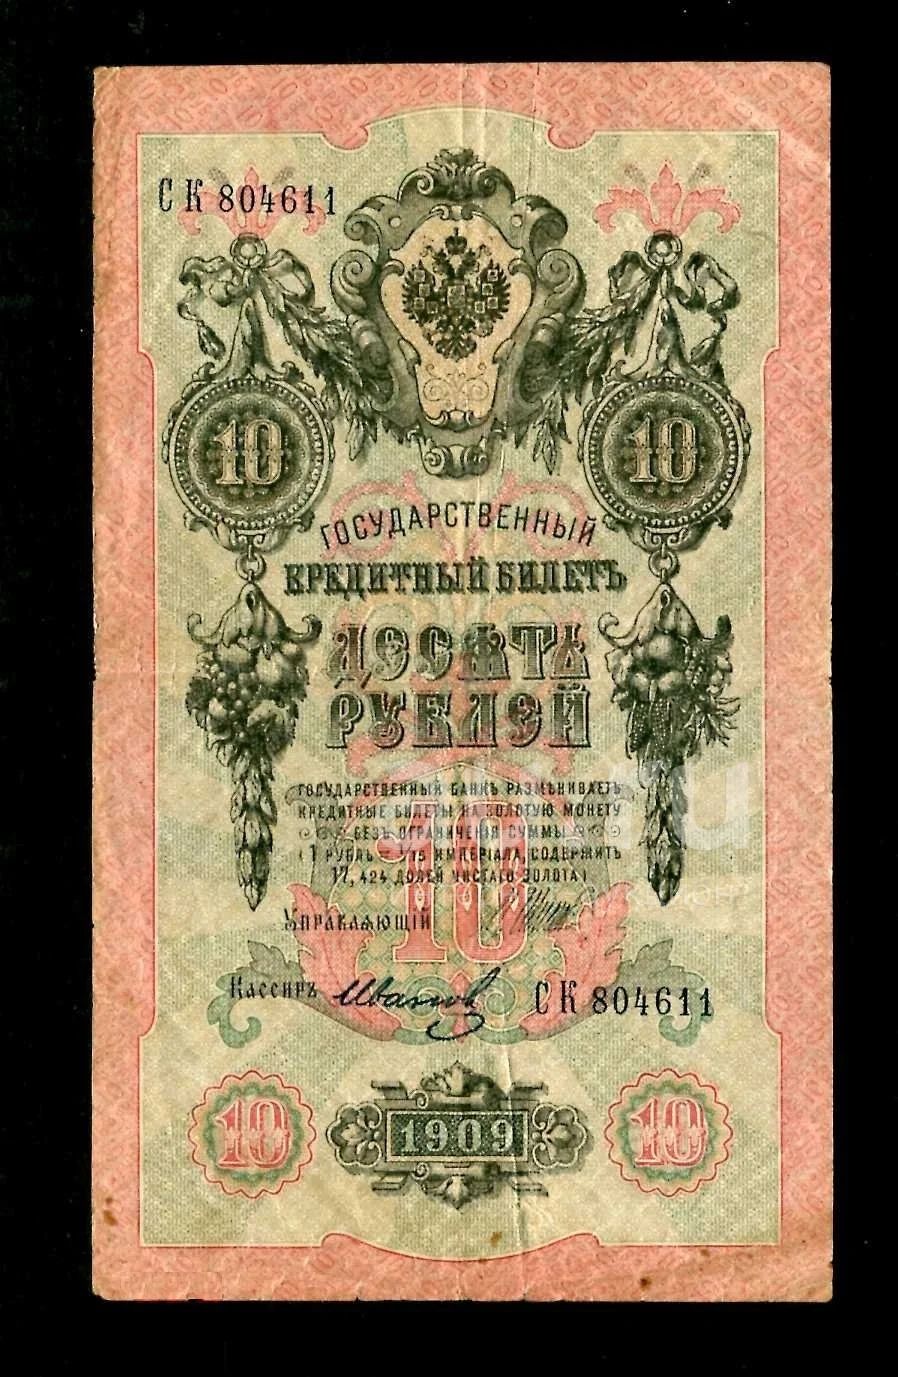 СК 804611
10 10
ГОСУДАРСТВЕННЫЙ
КРЕДИТНЫЙ БИЛЕТЪ
ДЕСЯТЬ
РУБЛЕЙ
ГОСУДАРСТВЕННЫЙ БАНКЪ РАЗМѢНИВАЕТЪ
КРЕДИТНЫЕ БИЛЕТЫ НА ЗОЛОТУЮ МОНЕТУ
БЕЗЪ ОГРАНИЧЕНІЯ СУММЫ
(1 РУБЛЬ = 1/15 ИМПЕРІАЛА, СОДЕРЖИТЪ
17,424 ДОЛЕЙ ЧИСТАГО ЗОЛОТА)
10
Управляющій
Кассиръ Иванов СК 804611
10 1909 10